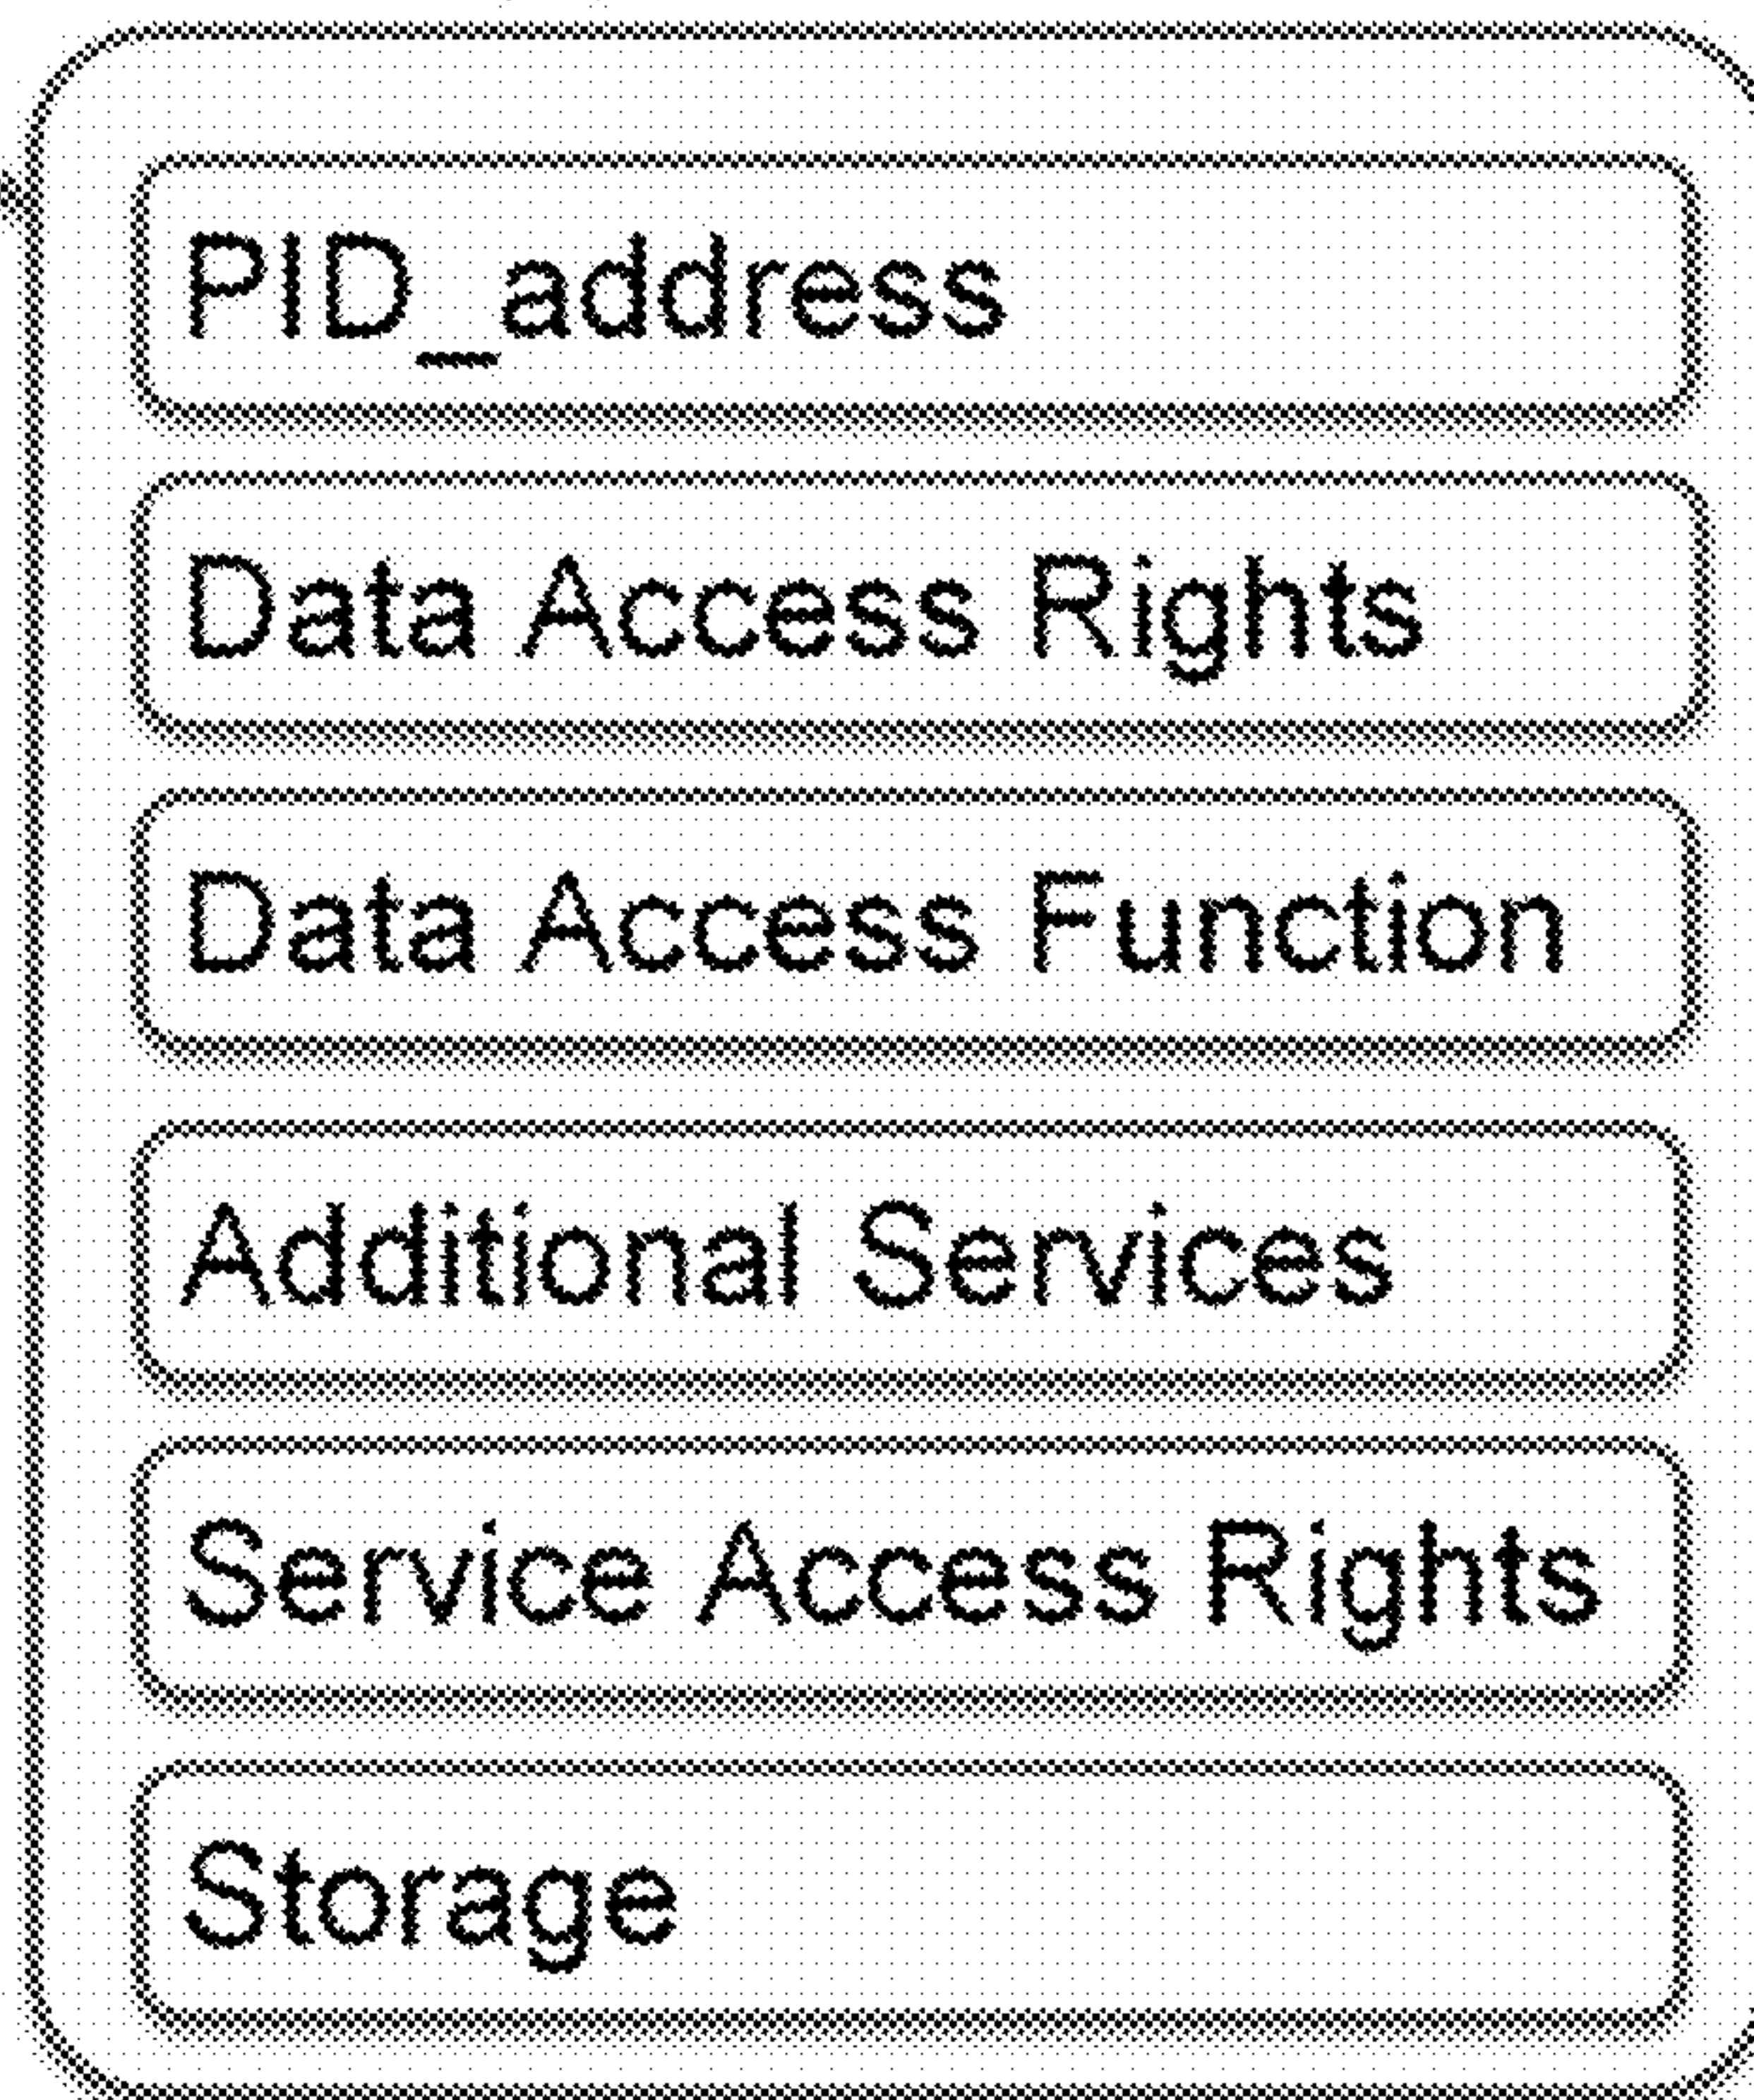 PID_address
Data Access Rights
Data Access Function
Additional Services
Service Access Rights
Storage